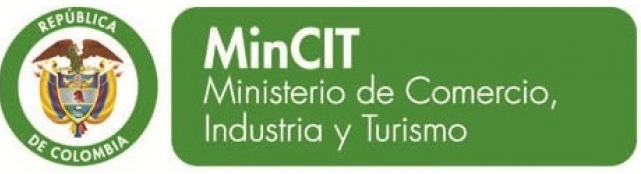 REPÚBLICA
DE COLOMBIA
MinCIT
Ministerio de Comercio,
Industria y Turismo